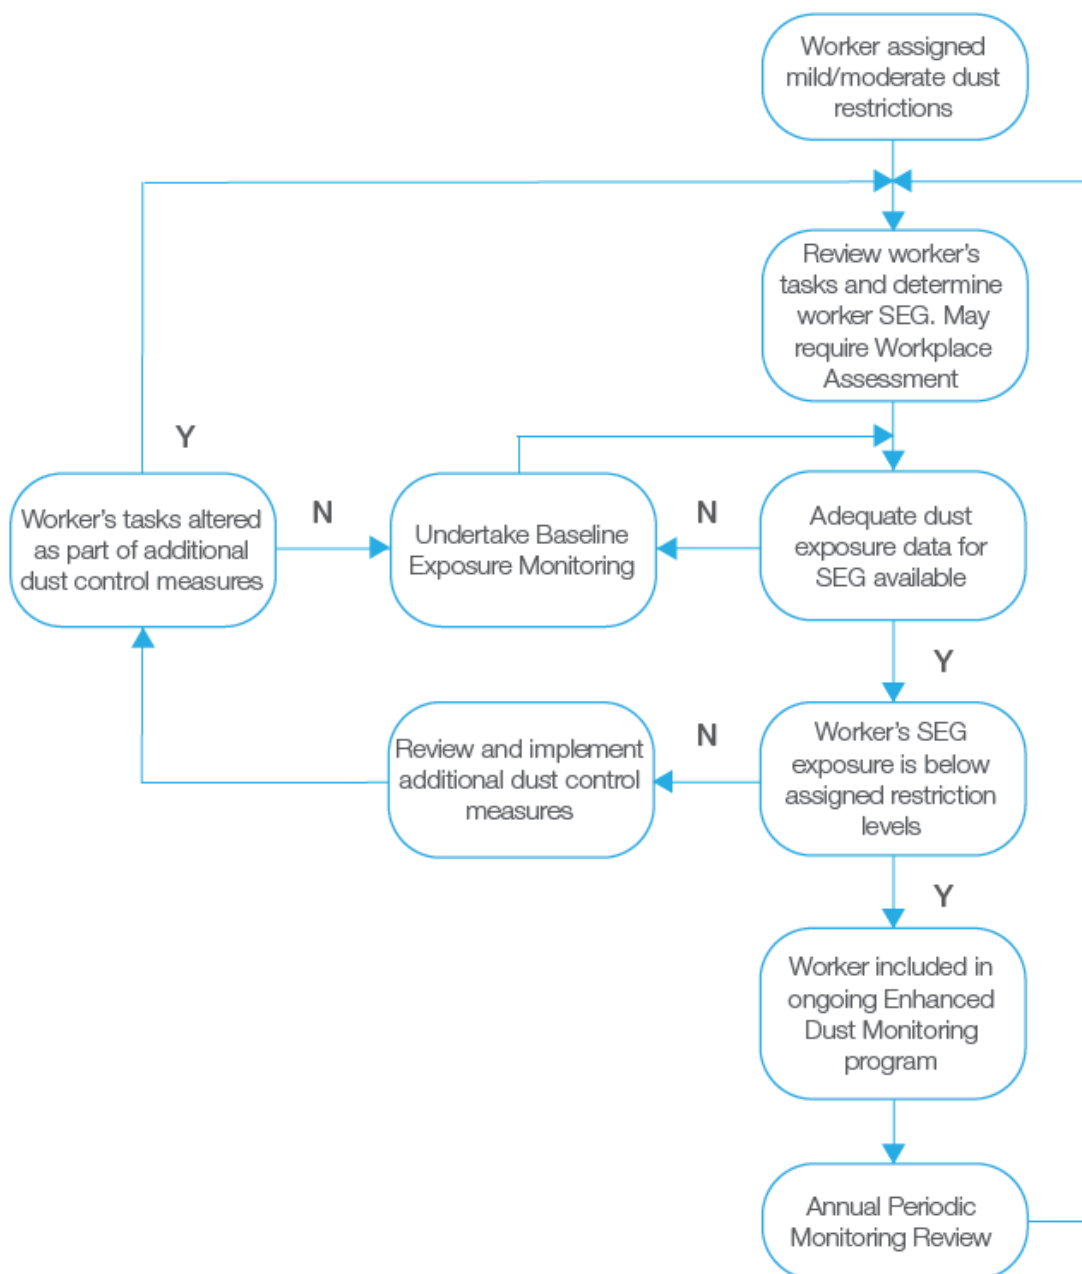 Worker assigned
mild/moderate dust
restrictions
Review worker's
tasks and determine
worker SEG. May
require Workplace
Assessment
Y
Worker's tasks altered
as part of additional
dust control measures
N
Undertake Baseline
Exposure Monitoring
N
Adequate dust
exposure data for
SEG available
Y
Review and implement
additional dust control
measures
N
Worker's SEG
exposure is below
assigned restriction
levels
Y
Worker included in
ongoing Enhanced
Dust Monitoring
program
Annual Periodic
Monitoring Review